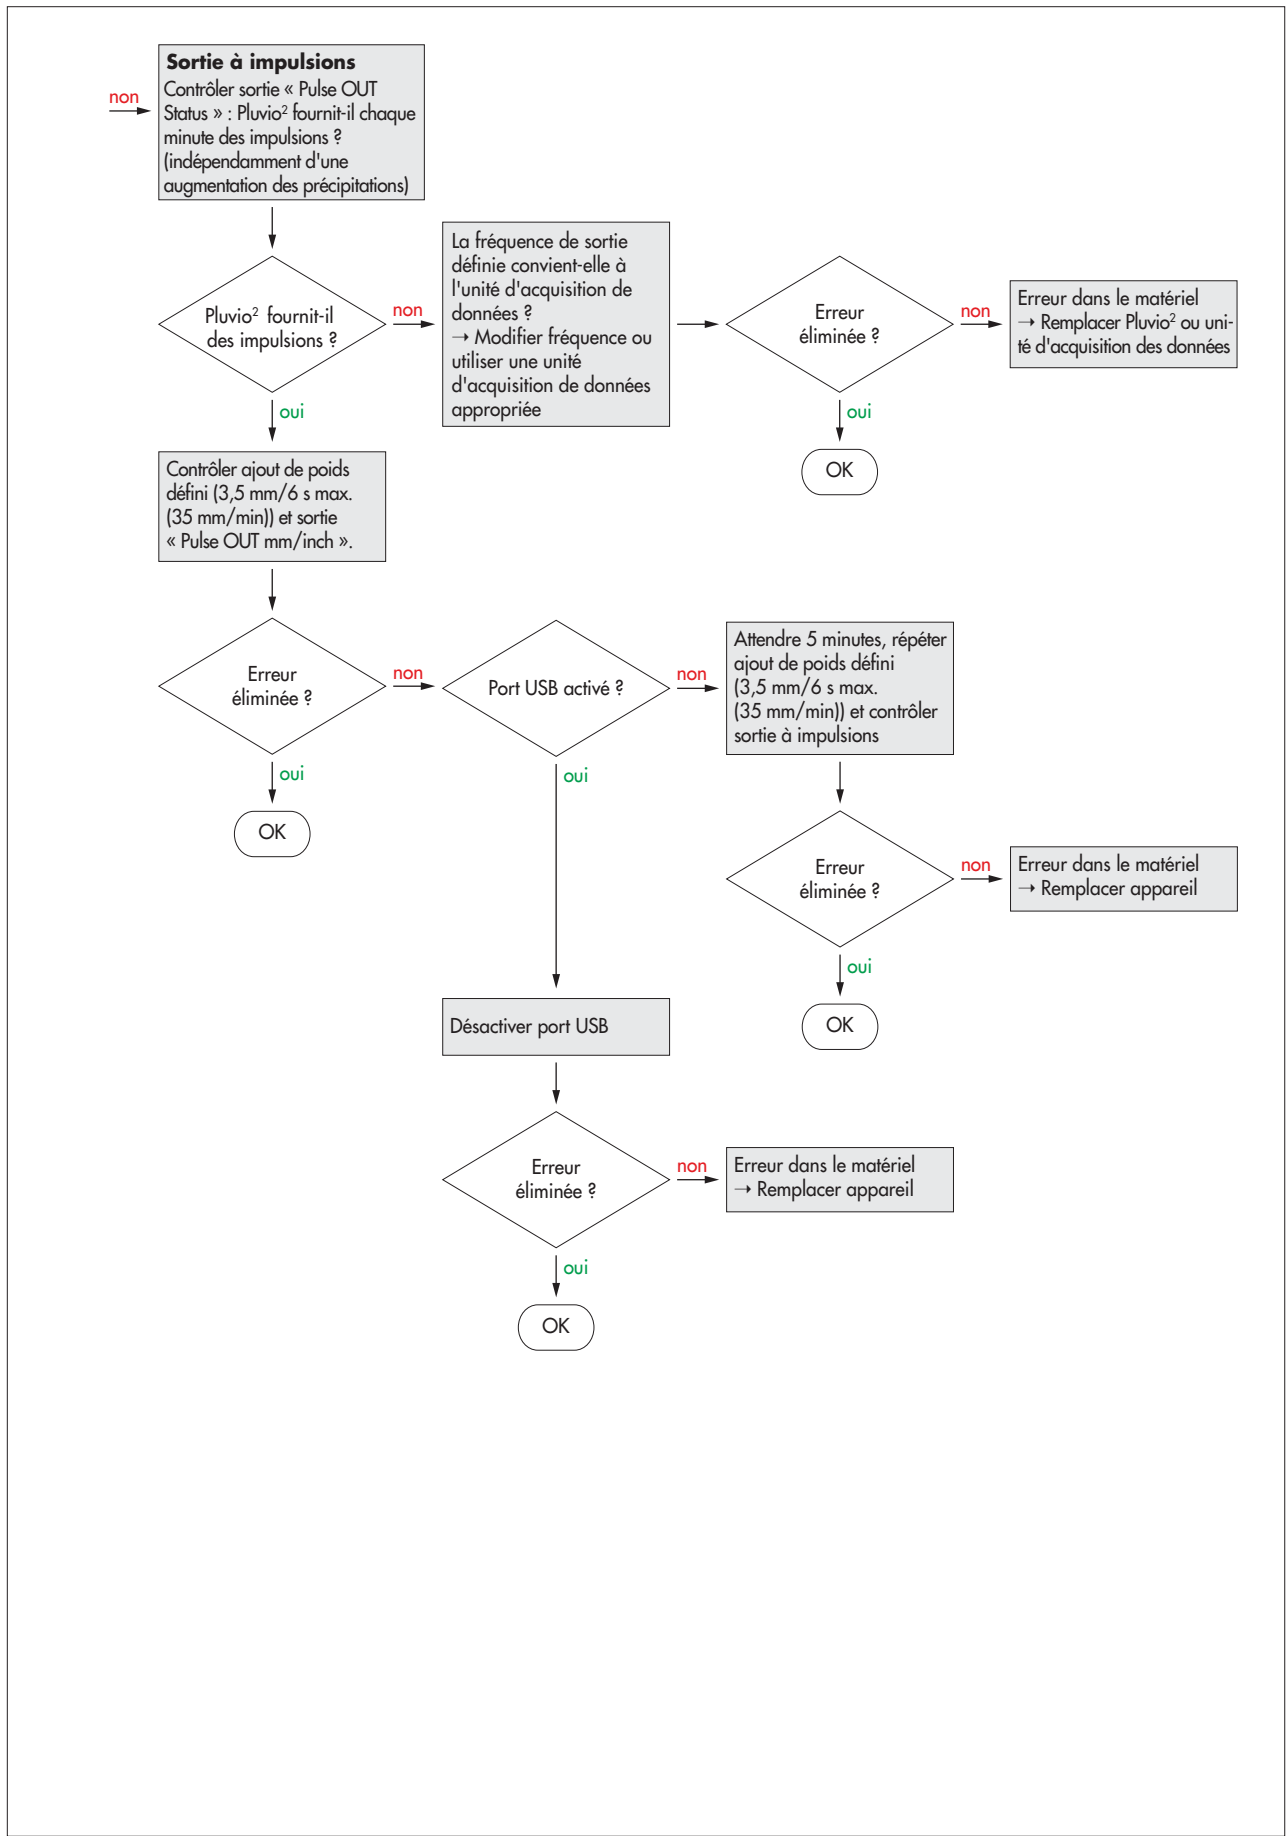 Sortie à impulsions
Contrôler sortie « Pulse OUT
Status » : Pluvio² fournit-il chaque
minute des impulsions ?
(indépendamment d'une
augmentation des précipitations)
non
Pluvio² fournit-il
des impulsions ?
non
La fréquence de sortie
définie convient-elle à
l'unité d'acquisition de
données ?
→ Modifier fréquence ou
utiliser une unité
d'acquisition de données
appropriée
Erreur
éliminée ?
non
Erreur dans le matériel
→ Remplacer Pluvio² ou uni-
té d'acquisition des données
oui
OK
oui
Contrôler ajout de poids
défini (3,5 mm/6 s max.
(35 mm/min)) et sortie
« Pulse OUT mm/inch ».
Erreur
éliminée ?
non
Port USB activé ?
non
Attendre 5 minutes, répéter
ajout de poids défini
(3,5 mm/6 s max.
(35 mm/min)) et contrôler
sortie à impulsions
oui
OK
oui
Erreur
éliminée ?
non
Erreur dans le matériel
→ Remplacer appareil
oui
OK
Désactiver port USB
Erreur
éliminée ?
non
Erreur dans le matériel
→ Remplacer appareil
oui
OK